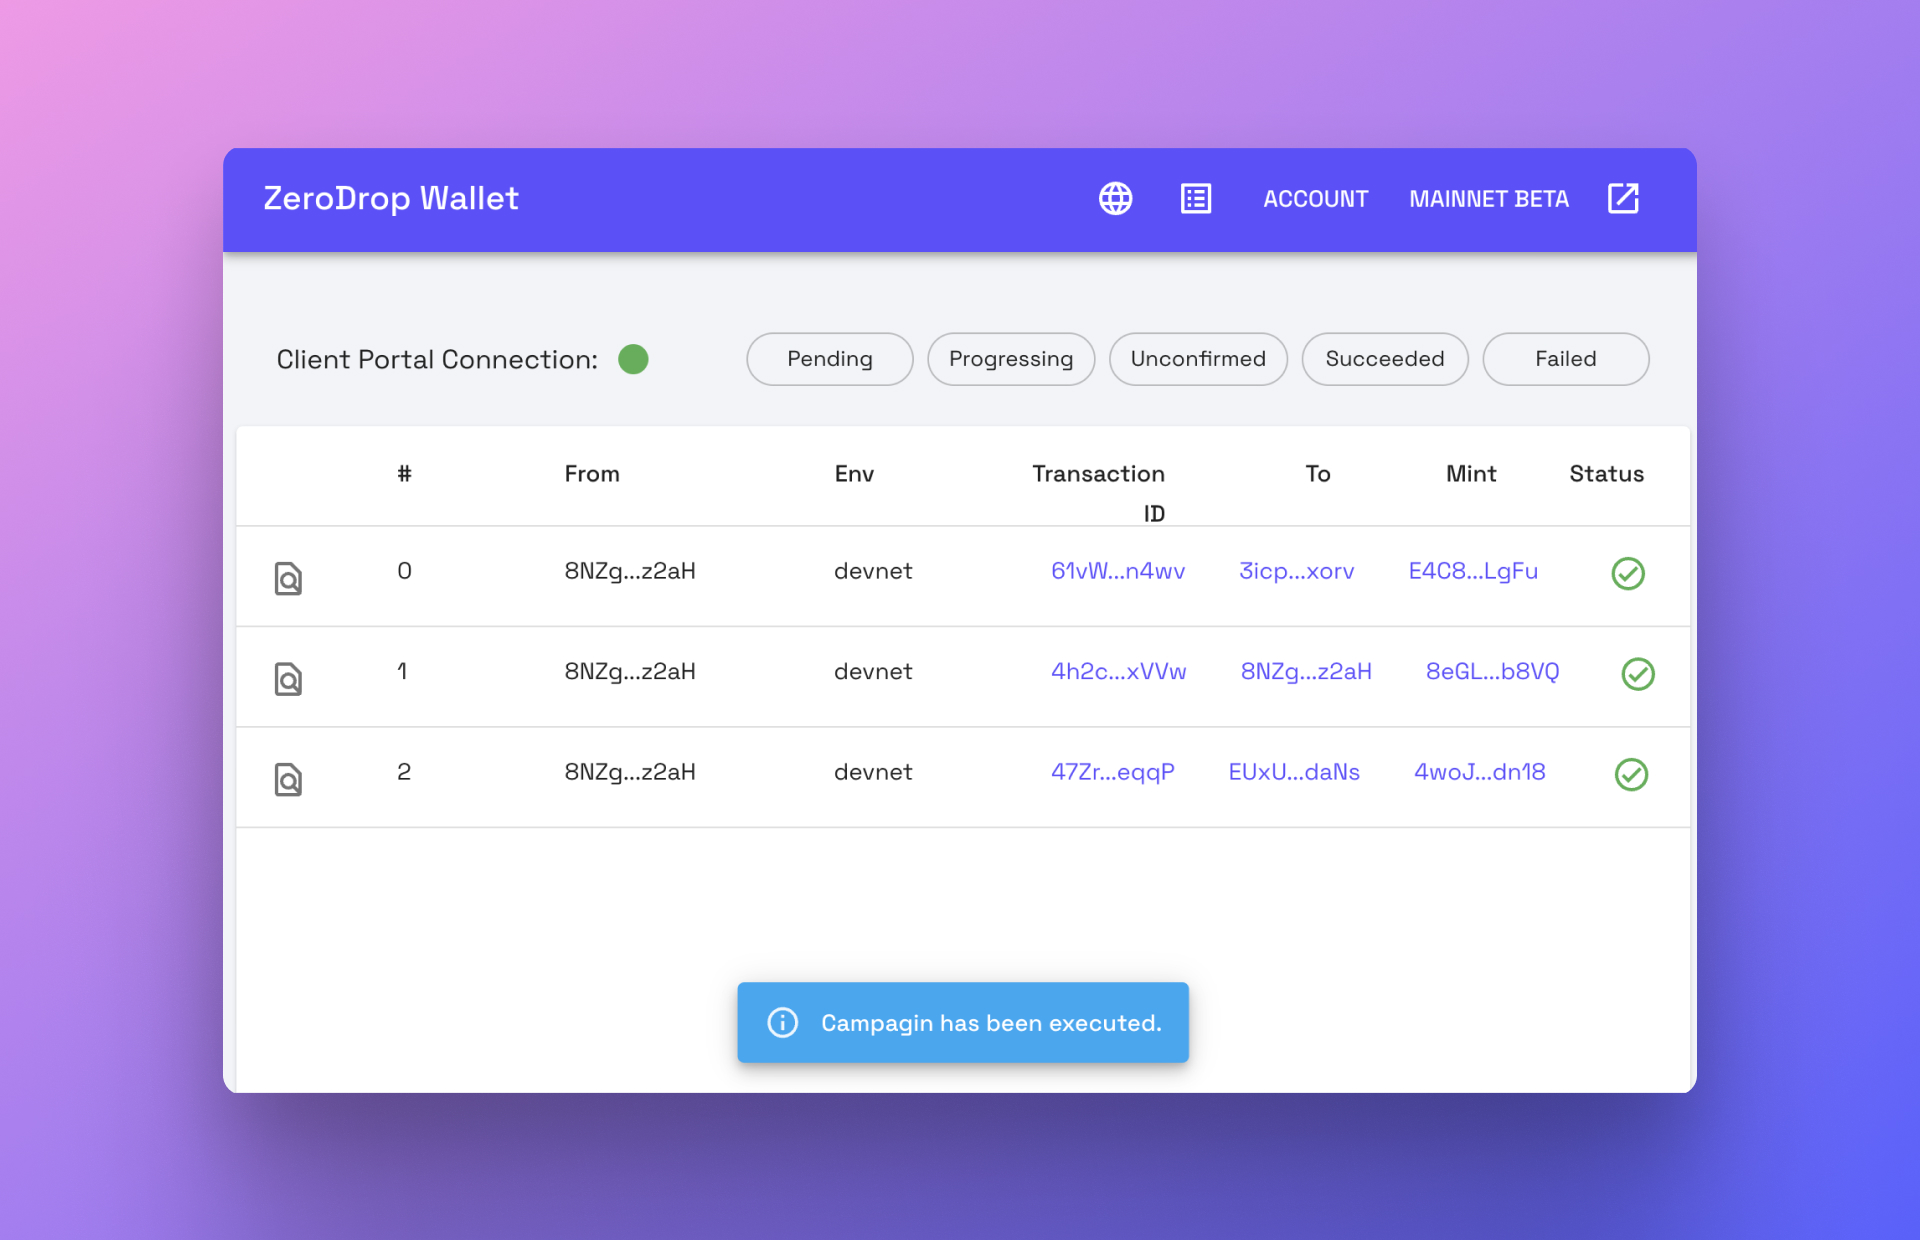 ZeroDrop Wallet ACCOUNT MAINNET BETA
Client Portal Connection: Pending Progressing Unconfirmed Succeeded Failed
# From Env Transaction To Mint Status
ID
0 8NZg...z2aH devnet 61vW...n4wv 3icp...xorv E4C8...LgFu
1 8NZg...z2aH devnet 4h2c...xVVw 8NZg...z2aH 8eGL...b8VQ
2 8NZg...z2aH devnet 47Zr...eqqP EUxU...daNs 4woJ...dn18
Campagin has been executed.